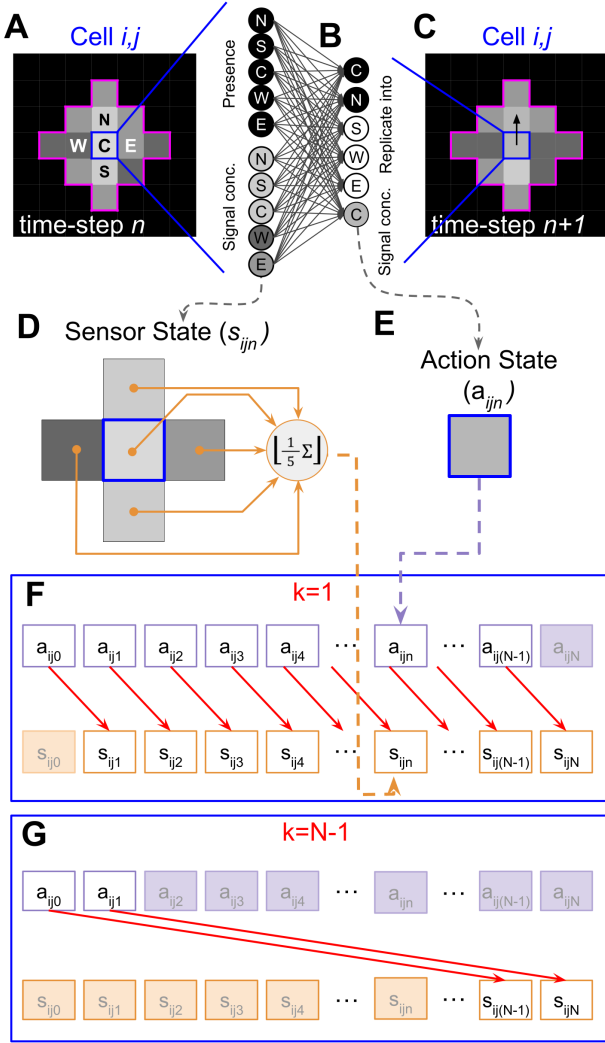 A
Cell i,j
N
W C E
S
time-step n
B
Presence
N
S
C
W
E
Signal conc.
N
S
C
W
E
C
N
S
W
E
C
Replicate into
Signal conc.
C
Cell i,j
time-step n+1
D
Sensor State (s_ijn)
⌊1/5 Σ⌋
E
Action State
(a_ijn)
F
k=1
a_ij0 a_ij1 a_ij2 a_ij3 a_ij4 ··· a_ijn ··· a_ij(N-1) a_ijN
s_ij0 s_ij1 s_ij2 s_ij3 s_ij4 ··· s_ijn ··· s_ij(N-1) s_ijN
G
k=N-1
a_ij0 a_ij1 a_ij2 a_ij3 a_ij4 ··· a_ijn ··· a_ij(N-1) a_ijN
s_ij0 s_ij1 s_ij2 s_ij3 s_ij4 ··· s_ijn ··· s_ij(N-1) s_ijN